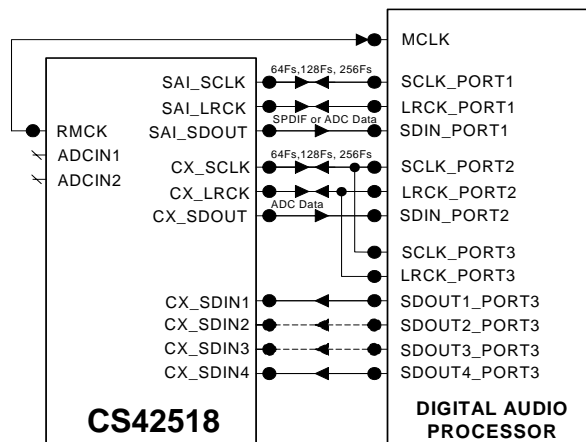 MCLK
64Fs,128Fs, 256Fs
SAI_SCLK
SCLK_PORT1
SAI_LRCK
LRCK_PORT1
SPDIF or ADC Data
RMCK
SAI_SDOUT
SDIN_PORT1
ADCIN1
64Fs,128Fs, 256Fs
CX_SCLK
SCLK_PORT2
ADCIN2
CX_LRCK
LRCK_PORT2
ADC Data
CX_SDOUT
SDIN_PORT2
SCLK_PORT3
LRCK_PORT3
CX_SDIN1
SDOUT1_PORT3
CX_SDIN2
SDOUT2_PORT3
CX_SDIN3
SDOUT3_PORT3
CX_SDIN4
SDOUT4_PORT3
CS42518
DIGITAL AUDIO
PROCESSOR